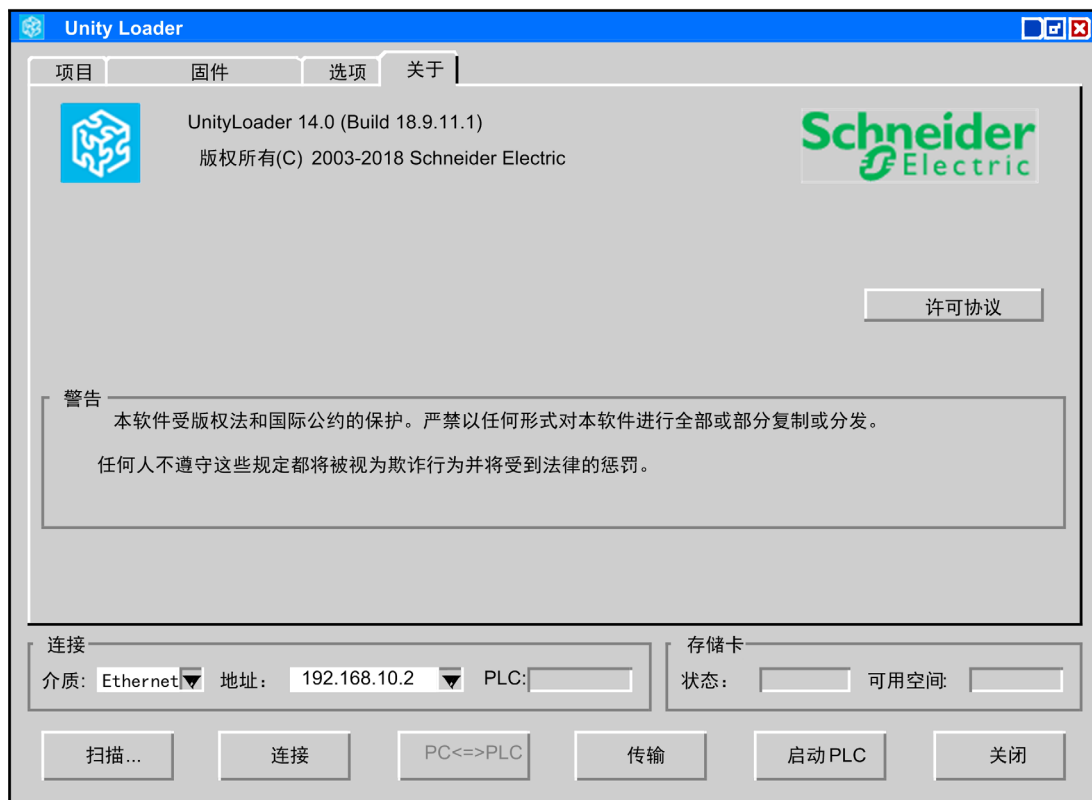 Unity Loader
项目 固件 选项 关于
UnityLoader 14.0 (Build 18.9.11.1)
版权所有(C) 2003-2018 Schneider Electric
Schneider
Electric
许可协议
警告
本软件受版权法和国际公约的保护。严禁以任何形式对本软件进行全部或部分复制或分发。
任何人不遵守这些规定都将被视为欺诈行为并将受到法律的惩罚。
连接 存储卡
介质: Ethernet 地址： 192.168.10.2 PLC: 状态： 可用空间:
扫描... 连接 PC<=>PLC 传输 启动 PLC 关闭